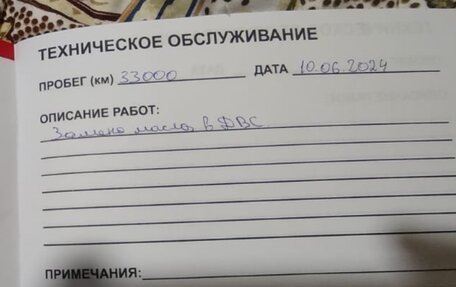 ТЕХНИЧЕСКОЕ ОБСЛУЖИВАНИЕ
ПРОБЕГ (КМ) 33000 ДАТА 10.06.2024
ОПИСАНИЕ РАБОТ:
Замена масла в ДВС
ПРИМЕЧАНИЯ: